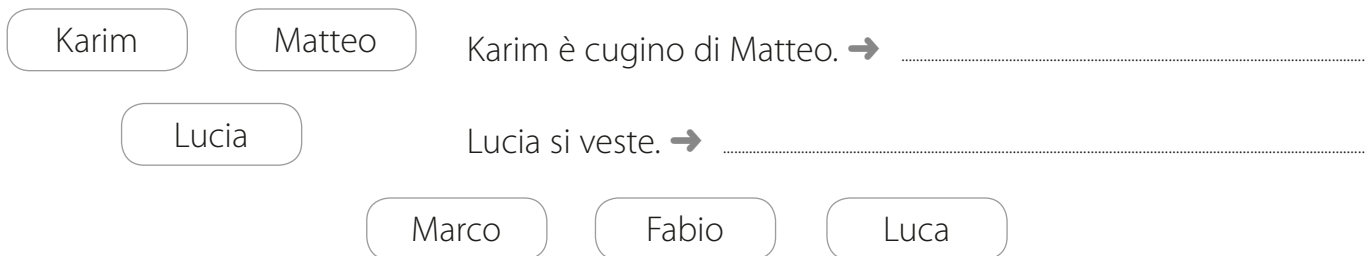 Karim Matteo Karim è cugino di Matteo. ➜
Lucia Lucia si veste. ➜
Marco Fabio Luca